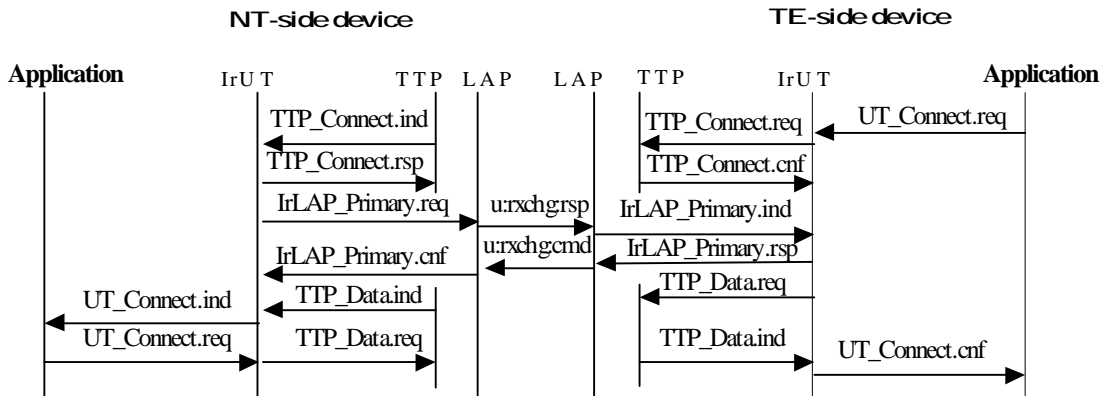 NT-side device
TE-side device
Application
IrUT
TTP
LAP
LAP
TTP
IrUT
Application
TTP_Connect.ind
TTP_Connect.req
UT_Connect.req
TTP_Connect.rsp
TTP_Connect.cnf
IrLAP_Primary.req
u:rxchg:rsp
IrLAP_Primary.ind
IrLAP_Primary.cnf
u:rxchg:cmd
IrLAP_Primary.rsp
UT_Connect.ind
TTP_Data.ind
TTP_Data.req
UT_Connect.req
TTP_Data.req
TTP_Data.ind
UT_Connect.cnf